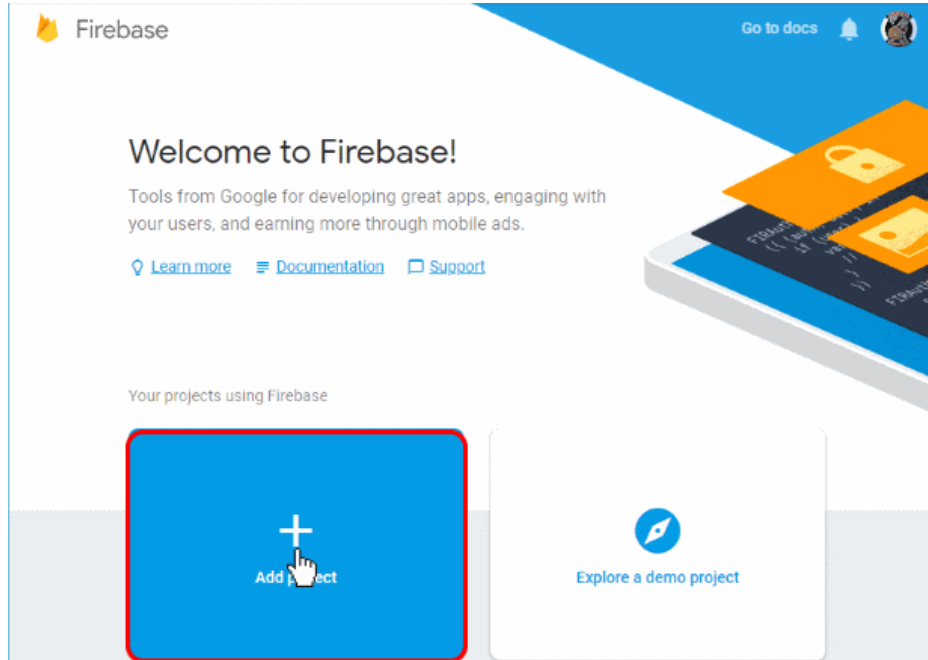 Firebase
Go to docs
Welcome to Firebase!
Tools from Google for developing great apps, engaging with
your users, and earning more through mobile ads.
Learn more Documentation Support
Your projects using Firebase
Add project
Explore a demo project